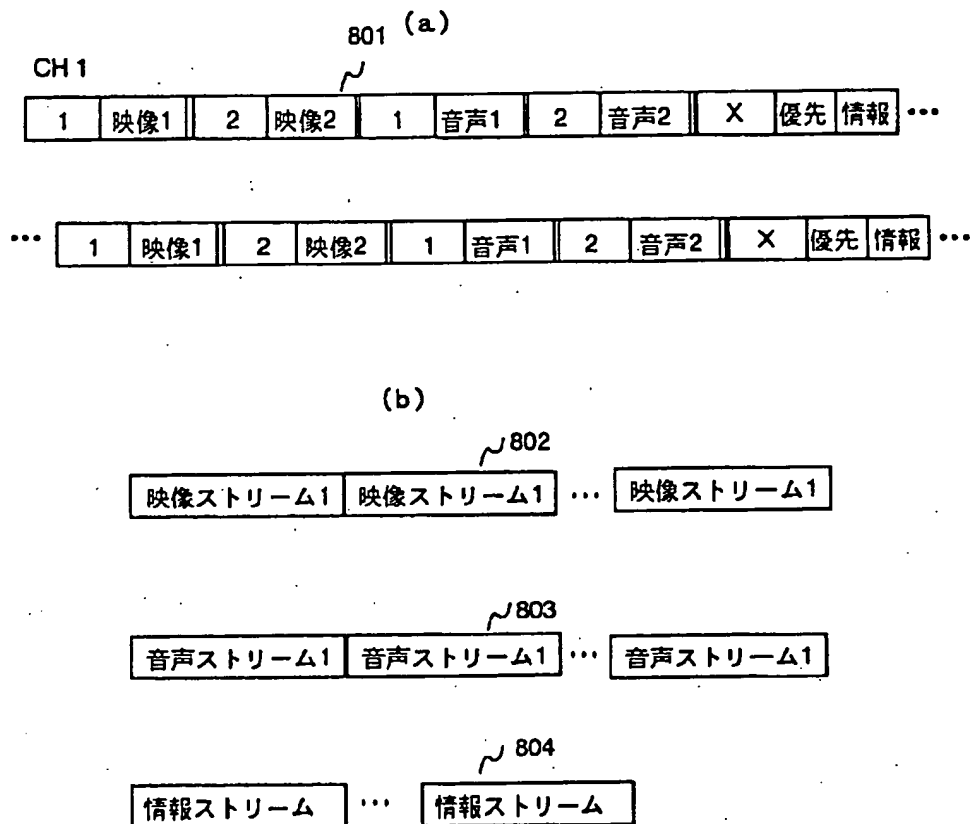 (a)
801
CH 1
1 映像1 2 映像2 1 音声1 2 音声2 X 優先 情報 •••
••• 1 映像1 2 映像2 1 音声1 2 音声2 X 優先 情報 •••
(b)
802
映像ストリーム1 映像ストリーム1 ••• 映像ストリーム1
803
音声ストリーム1 音声ストリーム1 ••• 音声ストリーム1
804
情報ストリーム ••• 情報ストリーム